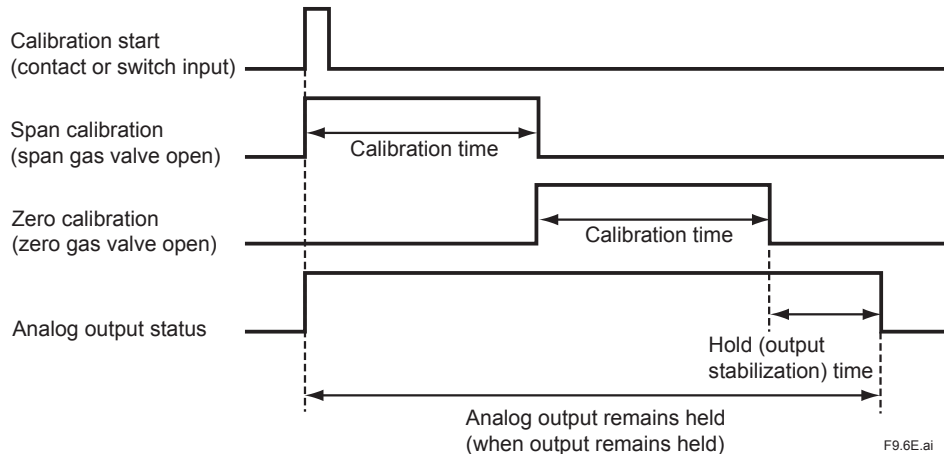 Calibration start
(contact or switch input)
Span calibration
(span gas valve open)
Calibration time
Zero calibration
(zero gas valve open)
Calibration time
Analog output status
Hold (output
stabilization) time
Analog output remains held
(when output remains held)
F9.6E.ai